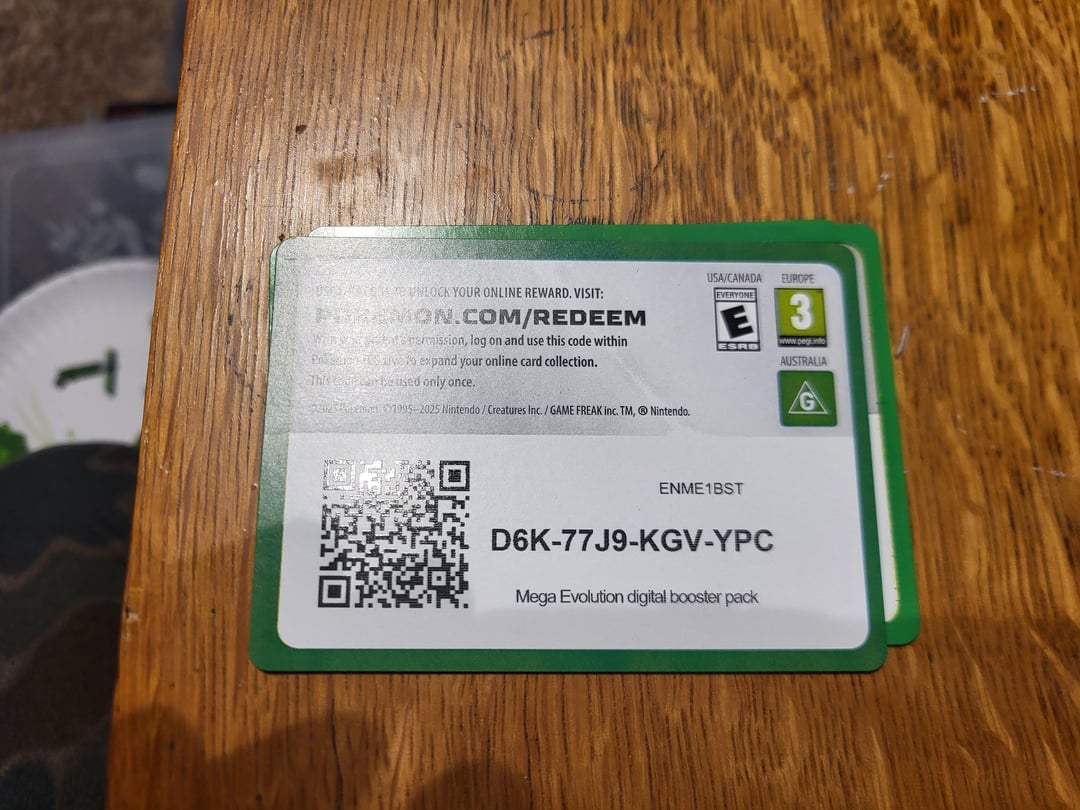 UNLOCK YOUR ONLINE REWARD. VISIT:
POKEMON.COM/REDEEM
permission, log on and use this code within
Live to expand your online card collection.
This code can be used only once.
©1995–2025 Nintendo / Creatures Inc. / GAME FREAK inc. TM, ® Nintendo.
USA/CANADA
EVERYONE
E
ESRB
EUROPE
3
www.pegi.info
AUSTRALIA
G
ENME1BST
D6K-77J9-KGV-YPC
Mega Evolution digital booster pack